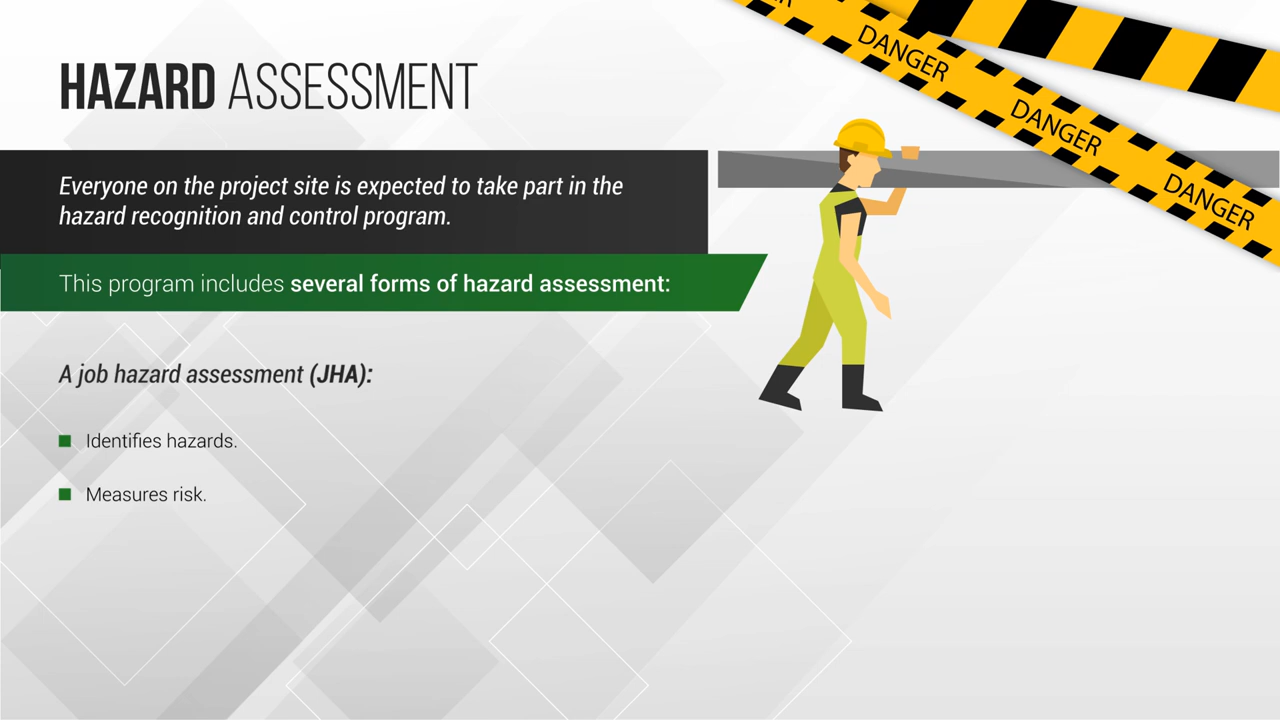 HAZARD ASSESSMENT
Everyone on the project site is expected to take part in the
hazard recognition and control program.
This program includes several forms of hazard assessment:
A job hazard assessment (JHA):
Identifies hazards.
Measures risk.
DANGER
DANGER
DANGER